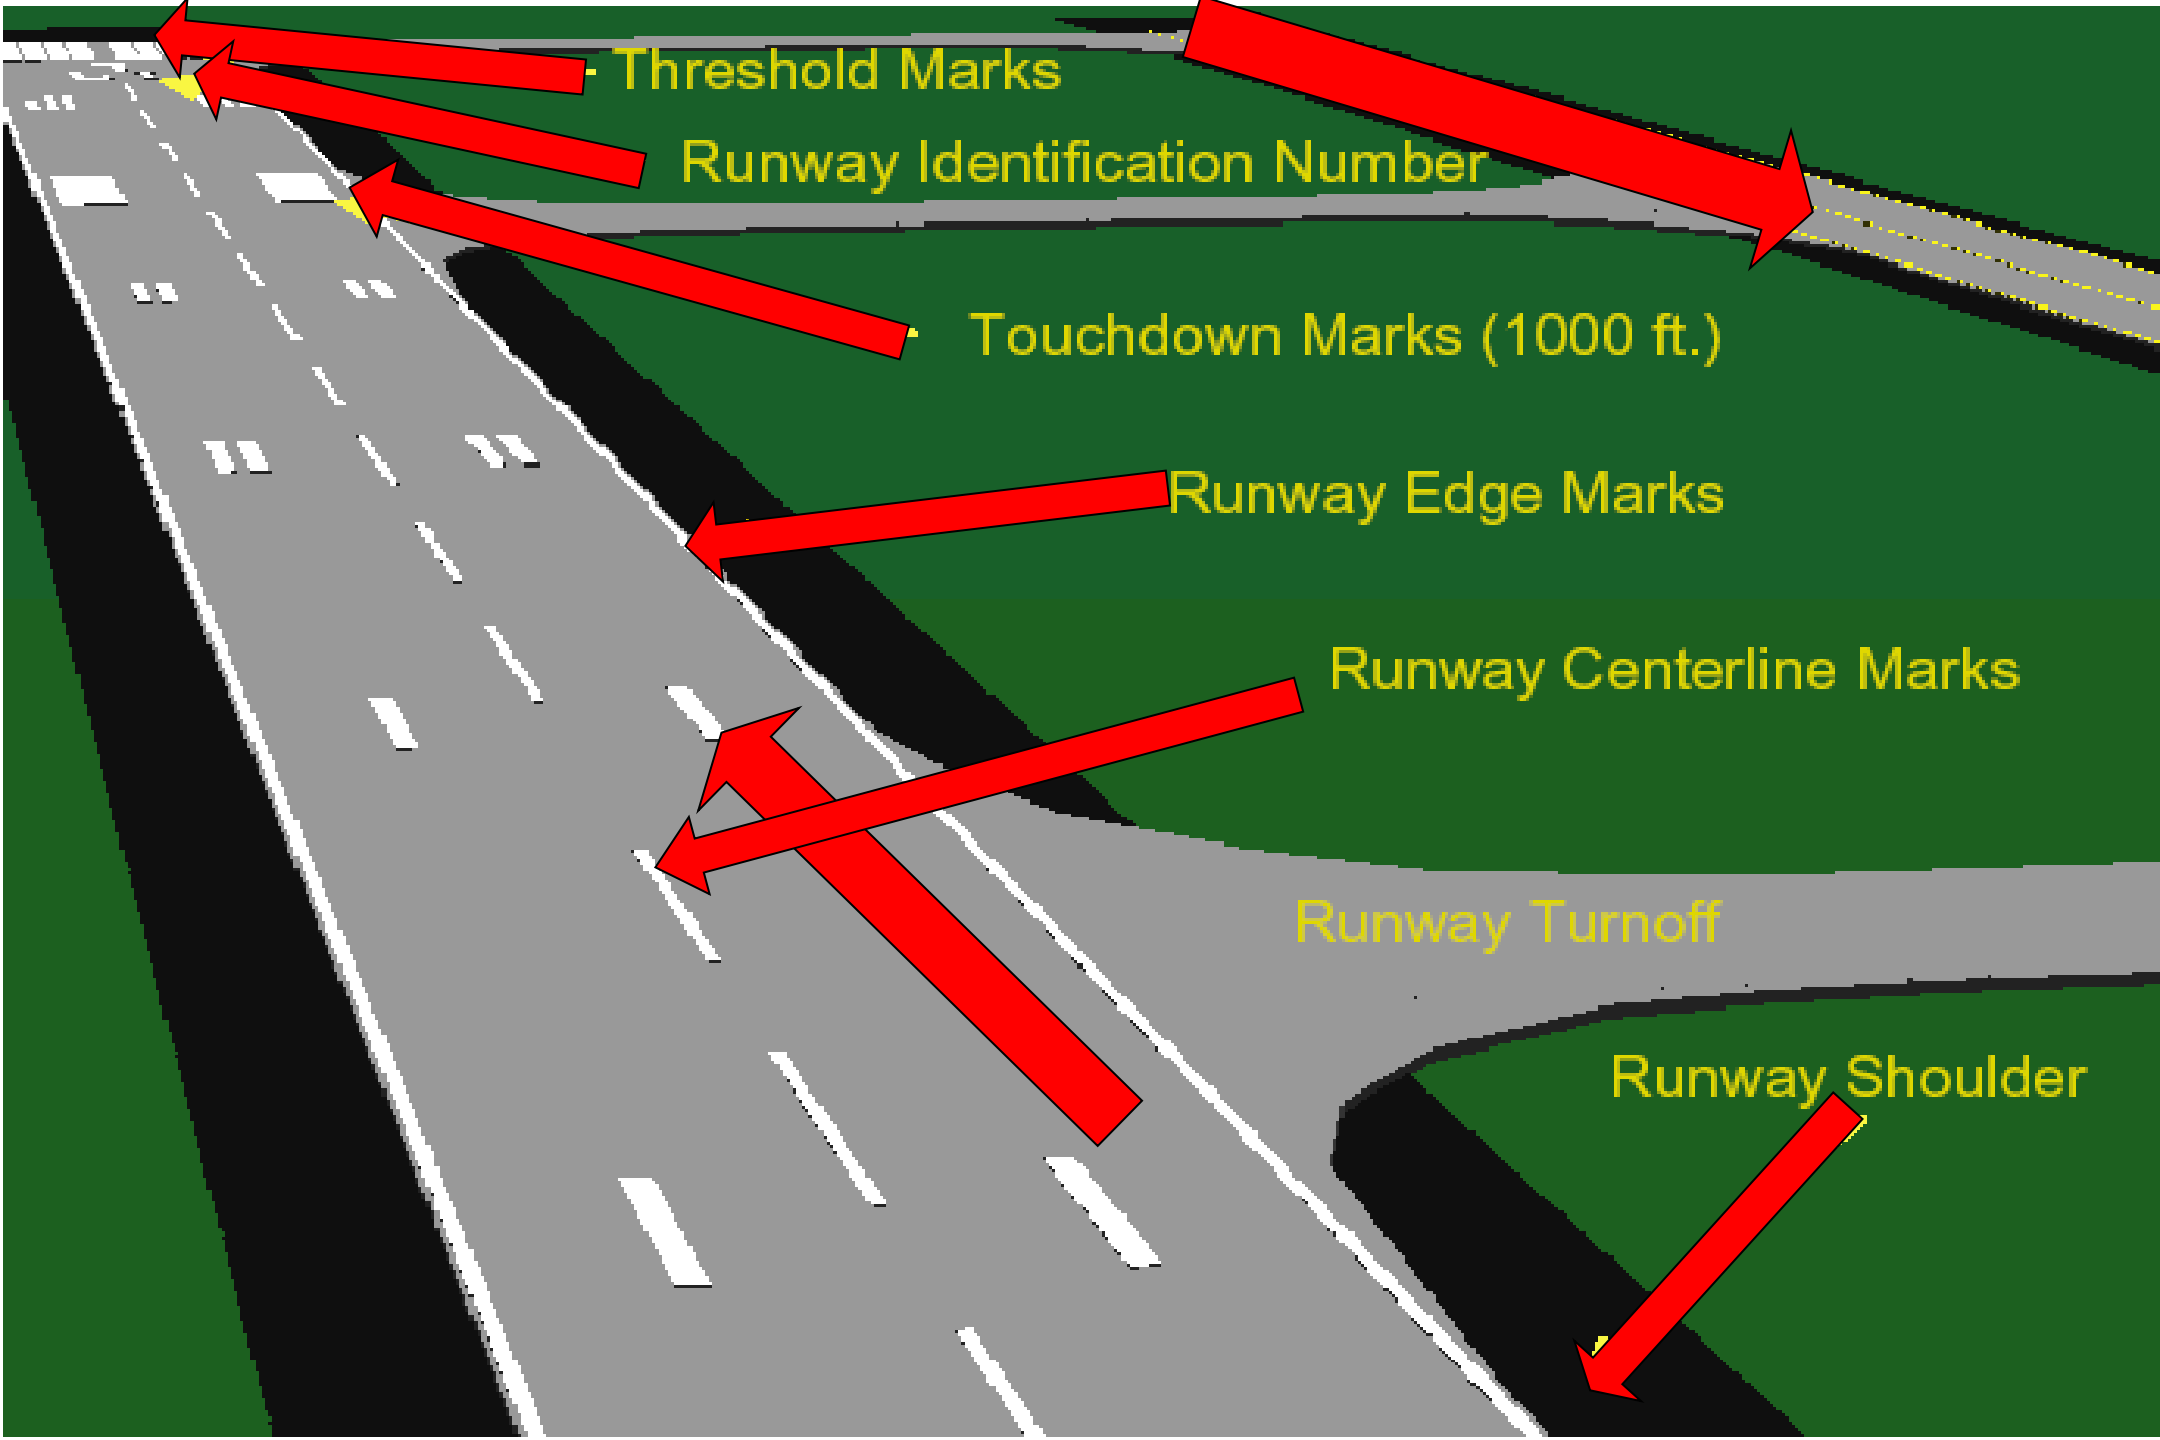 Threshold Marks
Runway Identification Number
Touchdown Marks (1000 ft.)
Runway Edge Marks
Runway Centerline Marks
Runway Turnoff
Runway Shoulder